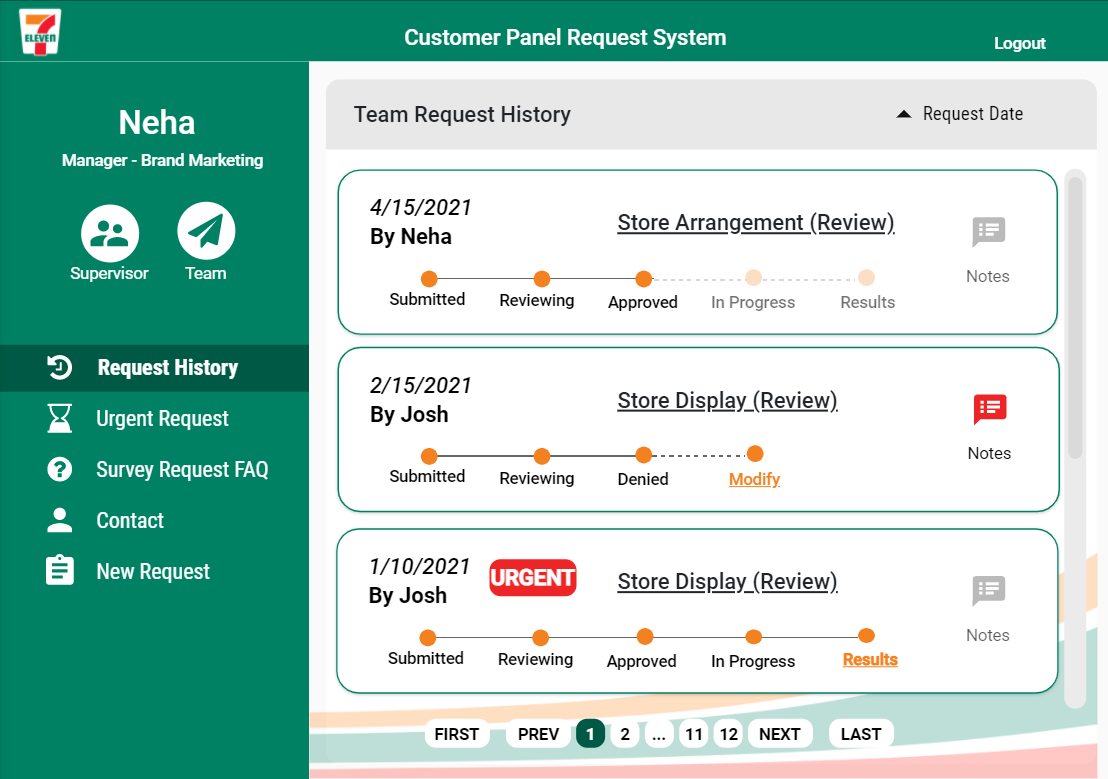 7
ELEVEN
Customer Panel Request System
Logout
Neha
Manager - Brand Marketing
Supervisor
Team
Request History
Urgent Request
Survey Request FAQ
Contact
New Request
Team Request History
Request Date
4/15/2021
By Neha
Store Arrangement (Review)
Notes
Submitted
Reviewing
Approved
In Progress
Results
2/15/2021
By Josh
Store Display (Review)
Notes
Submitted
Reviewing
Denied
Modify
1/10/2021
By Josh
URGENT
Store Display (Review)
Notes
Submitted
Reviewing
Approved
In Progress
Results
FIRST PREV 1 2 ... 11 12 NEXT LAST